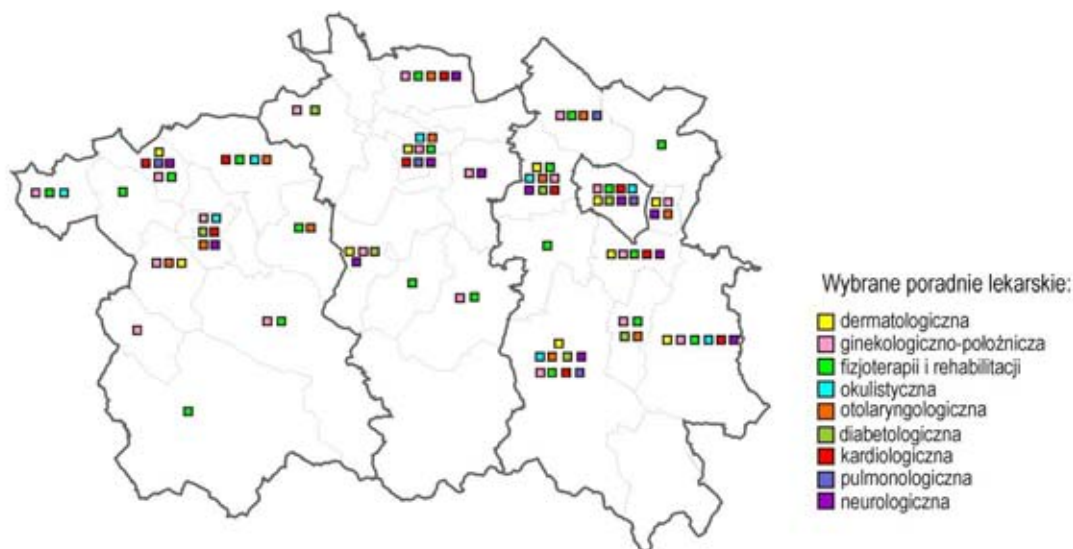 Wybrane poradnie lekarskie:
dermatologiczna
ginekologiczno-położnicza
fizjoterapii i rehabilitacji
okulistyczna
otolaryngologiczna
diabetologiczna
kardiologiczna
pulmonologiczna
neurologiczna